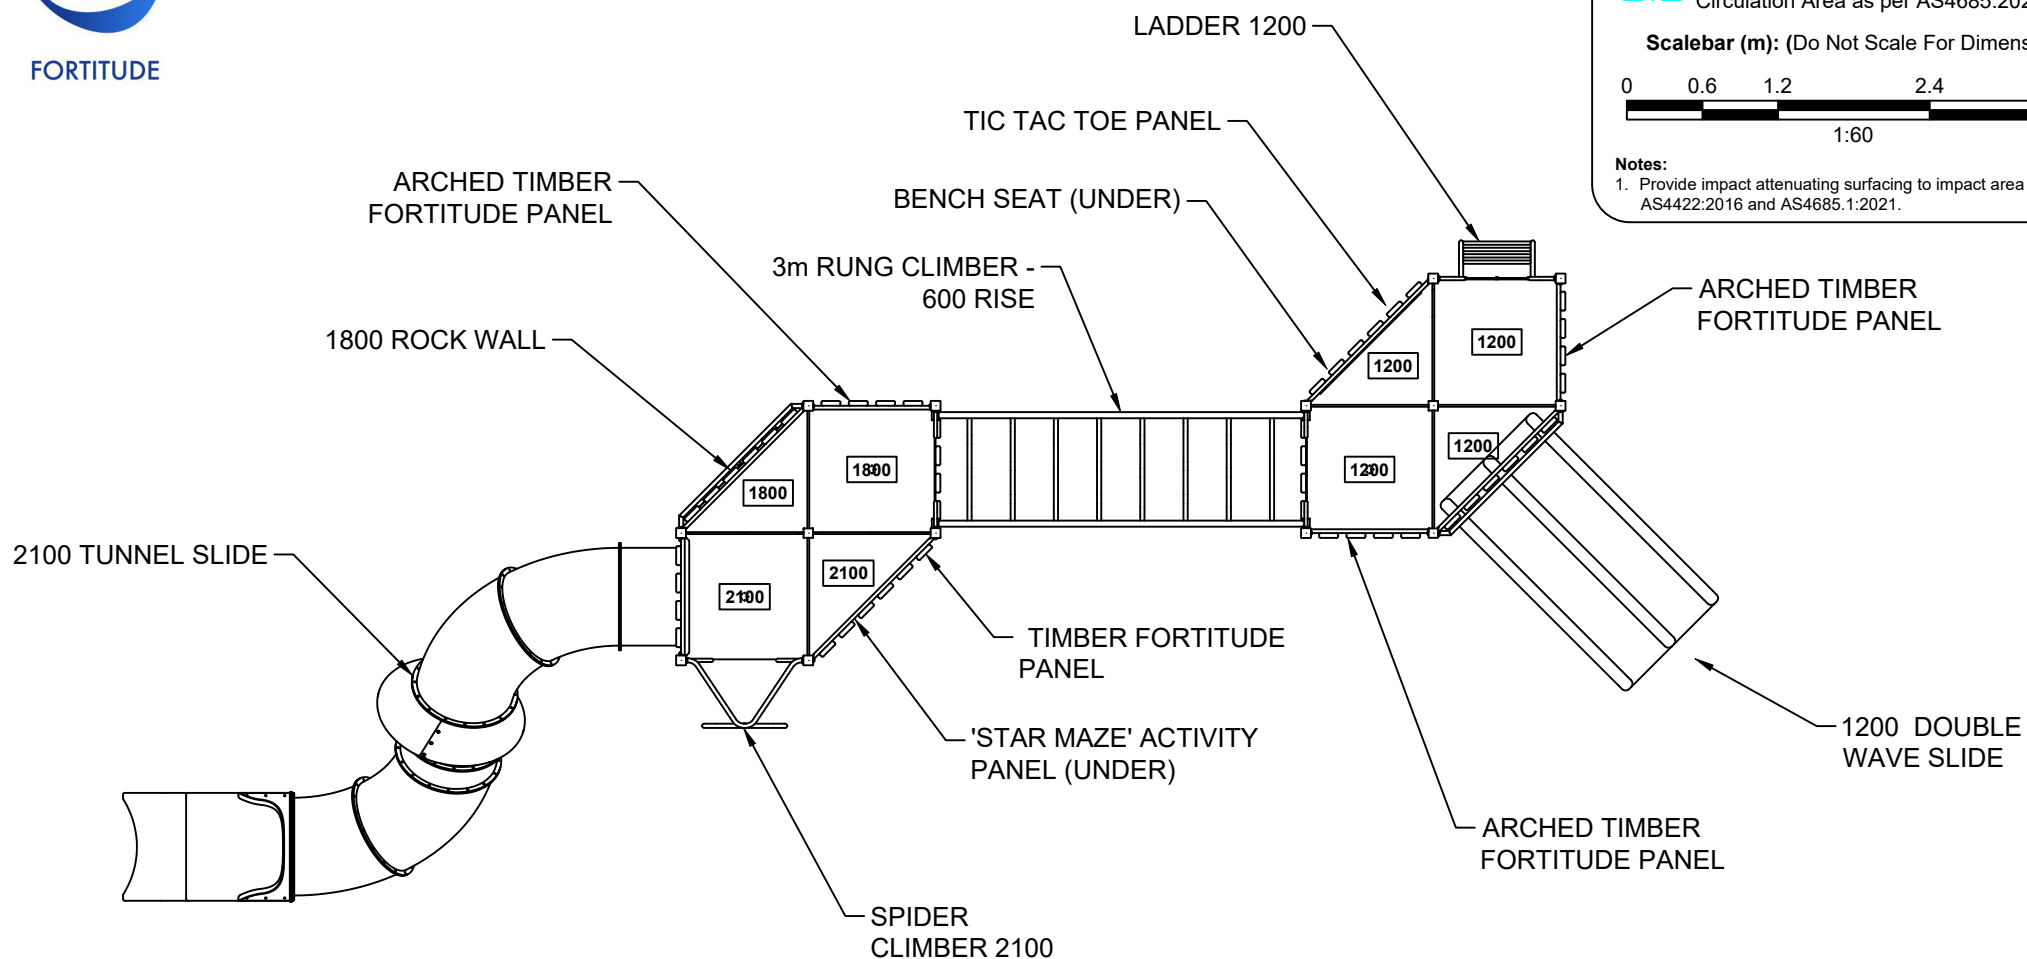 FORTITUDE
Circulation Area as per
Scalebar (m): (Do Not Scale For
0 0.6 1.2 2.4
1:60
Notes:
1. Provide impact attenuating surfacing to impact area
AS4422:2016 and AS4685.1:2021.
LADDER 1200
TIC TAC TOE PANEL
ARCHED TIMBER
FORTITUDE PANEL
BENCH SEAT (UNDER)
3m RUNG CLIMBER -
600 RISE
1800 ROCK WALL
ARCHED TIMBER
FORTITUDE PANEL
1200
1200
1200
1200
1800
1800
2100
2100
2100 TUNNEL SLIDE
TIMBER FORTITUDE
PANEL
'STAR MAZE' ACTIVITY
PANEL (UNDER)
1200 DOUBLE
WAVE SLIDE
ARCHED TIMBER
FORTITUDE PANEL
SPIDER
CLIMBER 2100